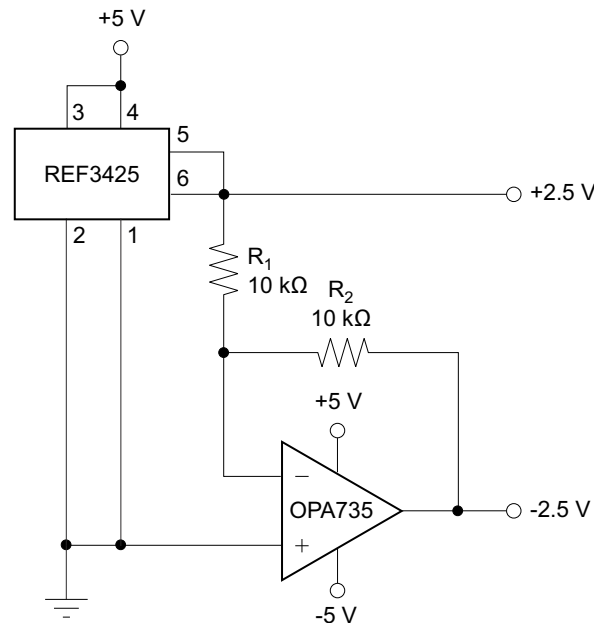 +5 V
3 4
5
REF3425
6
+2.5 V
2 1
R1
10 kΩ
R2
10 kΩ
+5 V
−
OPA735
-2.5 V
+
-5 V